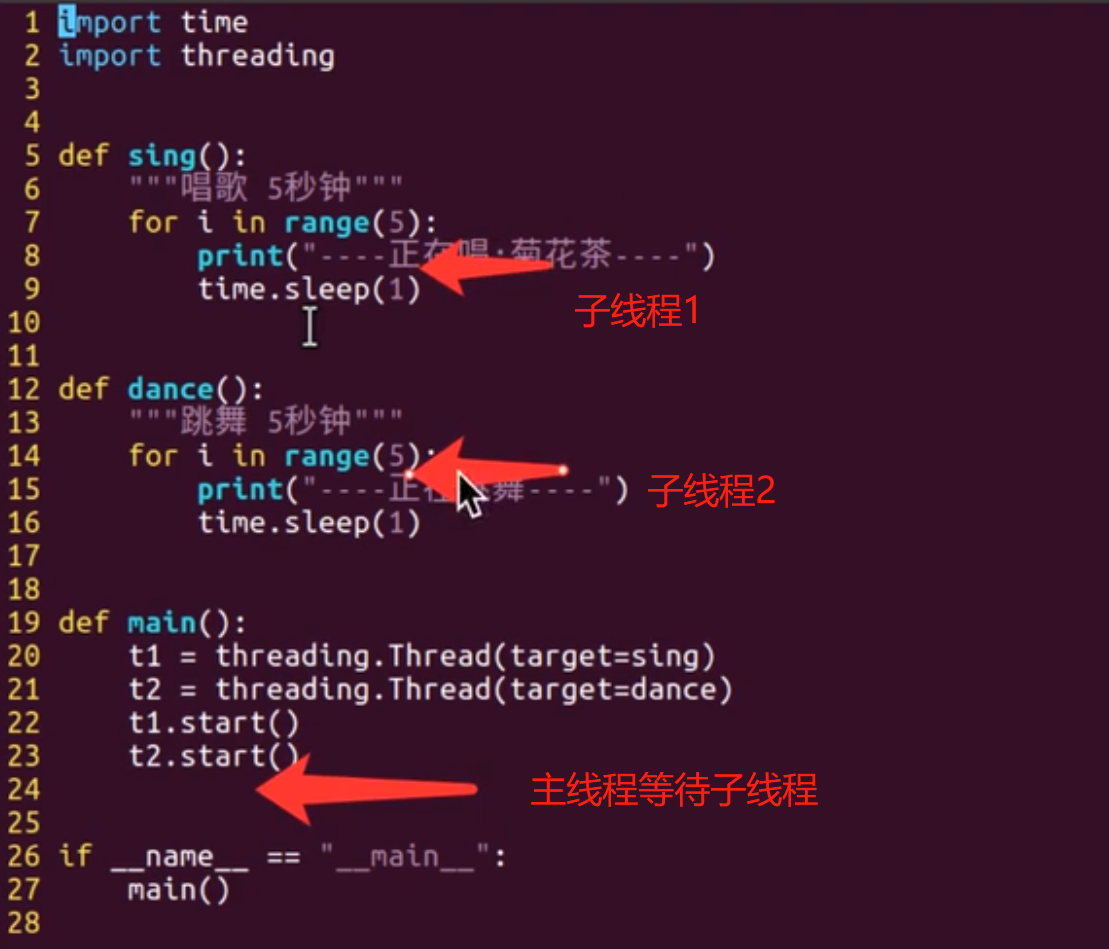 1 import time
2 import threading
3
4
5 def sing():
6 """唱歌 5秒钟"""
7 for i in range(5):
8 print("----正在唱:菊花茶----")
9 time.sleep(1)
子线程1
10
11
12 def dance():
13 """跳舞 5秒钟"""
14 for i in range(5):
15 print("----正在跳舞----")
子线程2
16 time.sleep(1)
17
18
19 def main():
20 t1 = threading.Thread(target=sing)
21 t2 = threading.Thread(target=dance)
22 t1.start()
23 t2.start()
24
主线程等待子线程
25
26 if __name__ == "__main__":
27 main()
28